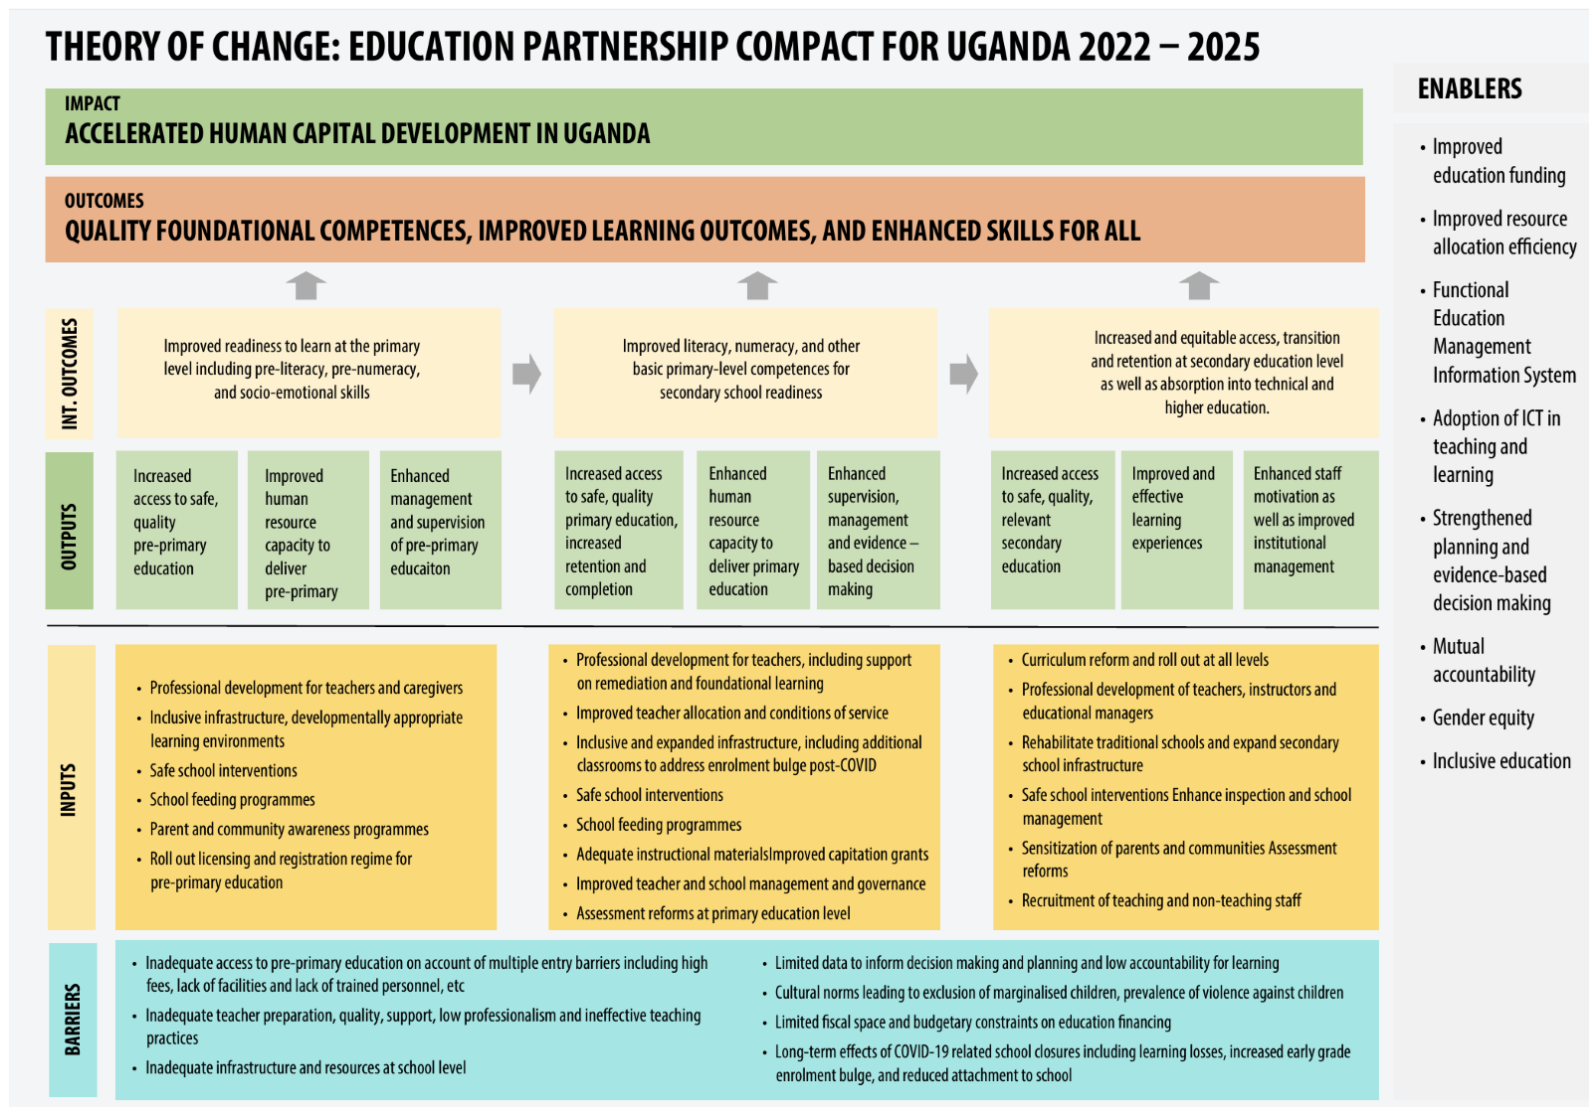 THEORY OF CHANGE: EDUCATION PARTNERSHIP COMPACT FOR UGANDA 2022 – 2025
IMPACT
ACCELERATED HUMAN CAPITAL DEVELOPMENT IN UGANDA
OUTCOMES
QUALITY FOUNDATIONAL COMPETENCES, IMPROVED LEARNING OUTCOMES, AND ENHANCED SKILLS FOR ALL
INT. OUTCOMES
Improved readiness to learn at the primary
level including pre-literacy, pre-numeracy,
and socio-emotional skills
Improved literacy, numeracy, and other
basic primary-level competences for
secondary school readiness
Increased and equitable access, transition
and retention at secondary education level
as well as absorption into technical and
higher education.
OUTPUTS
Increased
access to safe,
quality
pre-primary
education
Improved
human
resource
capacity to
deliver
pre-primary
Enhanced
management
and supervision
of pre-primary
educaiton
Increased access
to safe, quality
primary education,
increased
retention and
completion
Enhanced
human
resource
capacity to
deliver primary
education
Enhanced
supervision,
management
and evidence –
based decision
making
Increased access
to safe, quality,
relevant
secondary
education
Improved and
effective
learning
experiences
Enhanced staff
motivation as
well as improved
institutional
management
INPUTS
• Professional development for teachers and caregivers
• Inclusive infrastructure, developmentally appropriate
learning environments
• Safe school interventions
• School feeding programmes
• Parent and community awareness programmes
• Roll out licensing and registration regime for
pre-primary education
• Professional development for teachers, including support
on remediation and foundational learning
• Improved teacher allocation and conditions of service
• Inclusive and expanded infrastructure, including additional
classrooms to address enrolment bulge post-COVID
• Safe school interventions
• School feeding programmes
• Adequate instructional materialsImproved capitation grants
• Improved teacher and school management and governance
• Assessment reforms at primary education level
• Curriculum reform and roll out at all levels
• Professional development of teachers, instructors and
educational managers
• Rehabilitate traditional schools and expand secondary
school infrastructure
• Safe school interventions Enhance inspection and school
management
• Sensitization of parents and communities Assessment
reforms
• Recruitment of teaching and non-teaching staff
BARRIERS
• Inadequate access to pre-primary education on account of multiple entry barriers including high
fees, lack of facilities and lack of trained personnel, etc
• Inadequate teacher preparation, quality, support, low professionalism and ineffective teaching
practices
• Inadequate infrastructure and resources at school level
• Limited data to inform decision making and planning and low accountability for learning
• Cultural norms leading to exclusion of marginalised children, prevalence of violence against children
• Limited fiscal space and budgetary constraints on education financing
• Long-term effects of COVID-19 related school closures including learning losses, increased early grade
enrolment bulge, and reduced attachment to school
ENABLERS
• Improved
education funding
• Improved resource
allocation efficiency
• Functional
Education
Management
Information System
• Adoption of ICT in
teaching and
learning
• Strengthened
planning and
evidence-based
decision making
• Mutual
accountability
• Gender equity
• Inclusive education